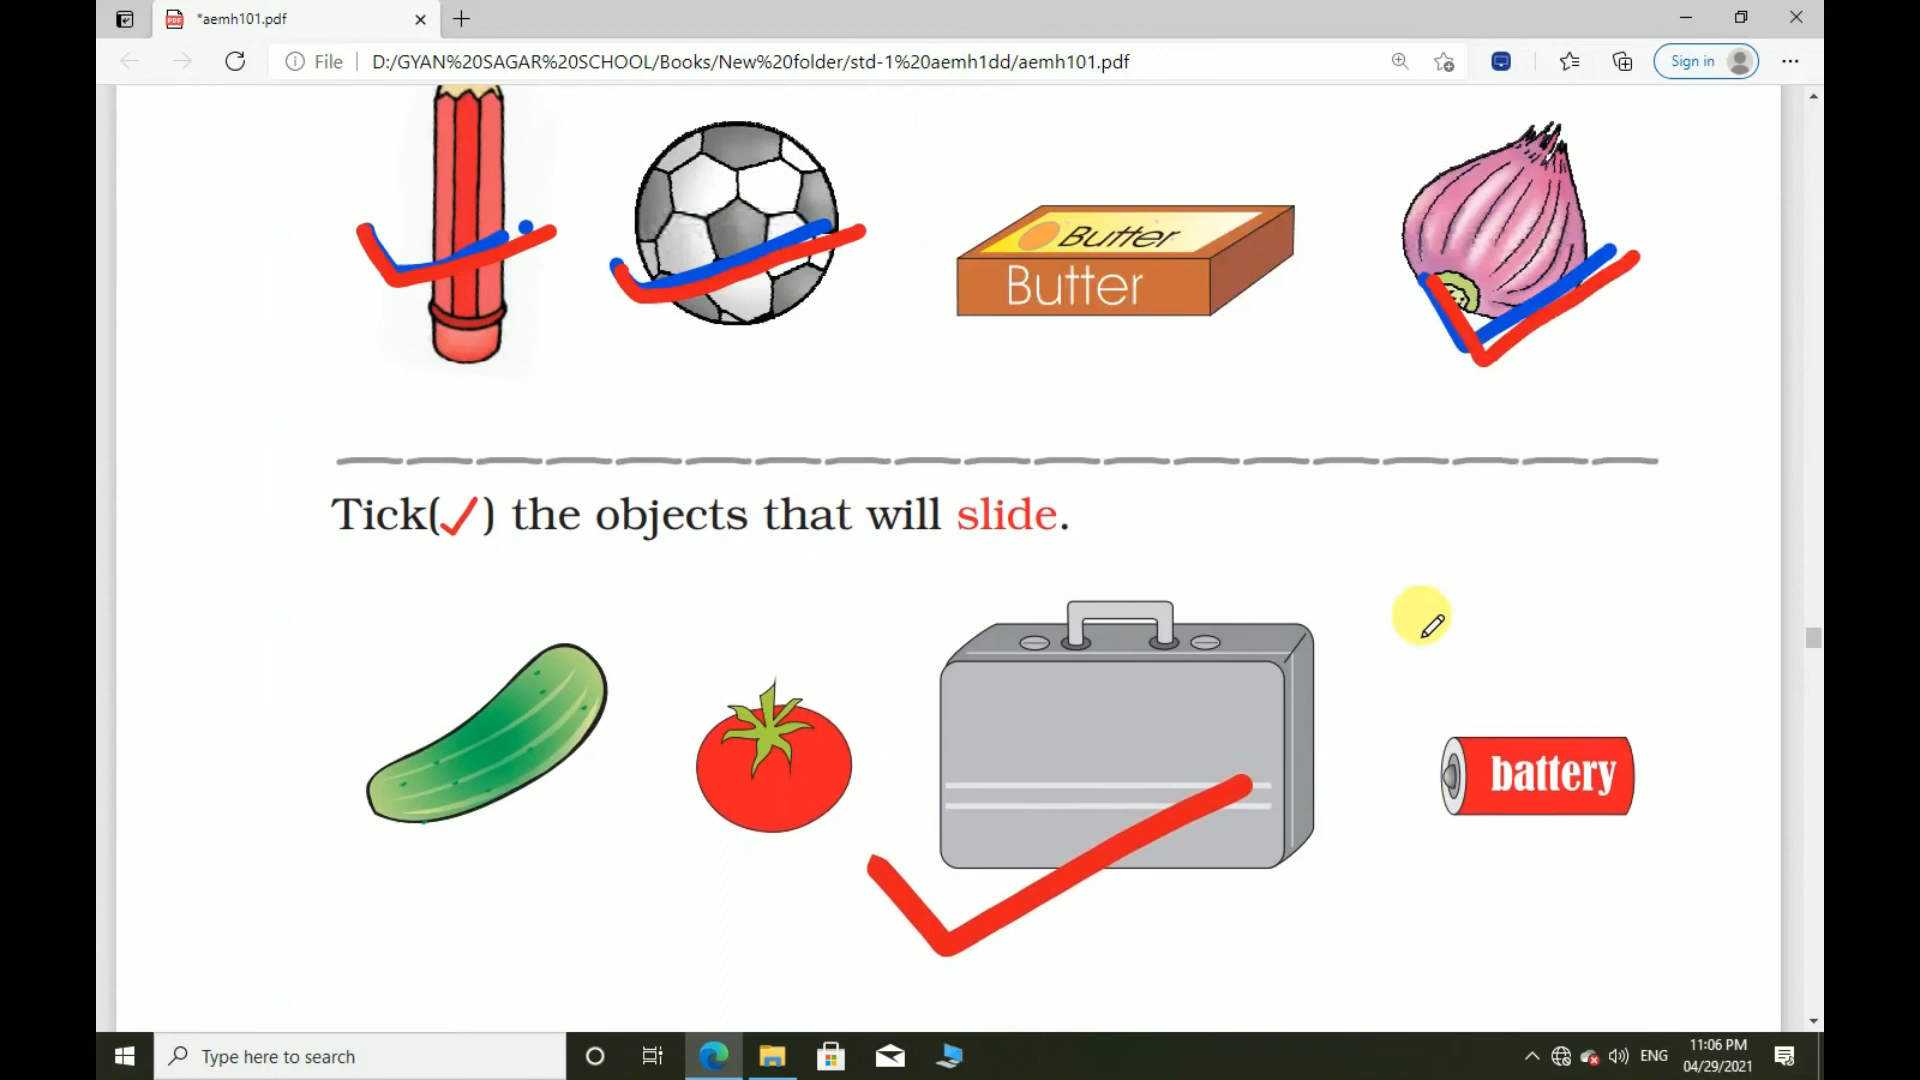 *aemh101.pdf
File
D:/GYAN%20SAGAR%20SCHOOL/Books/New%20folder/std-1%20aemh1dd/aemh101.pdf
Sign in
Butter
Butter
Tick(✓) the objects that will slide.
battery
Type here to search
ENG
11:06 PM
04/29/2021